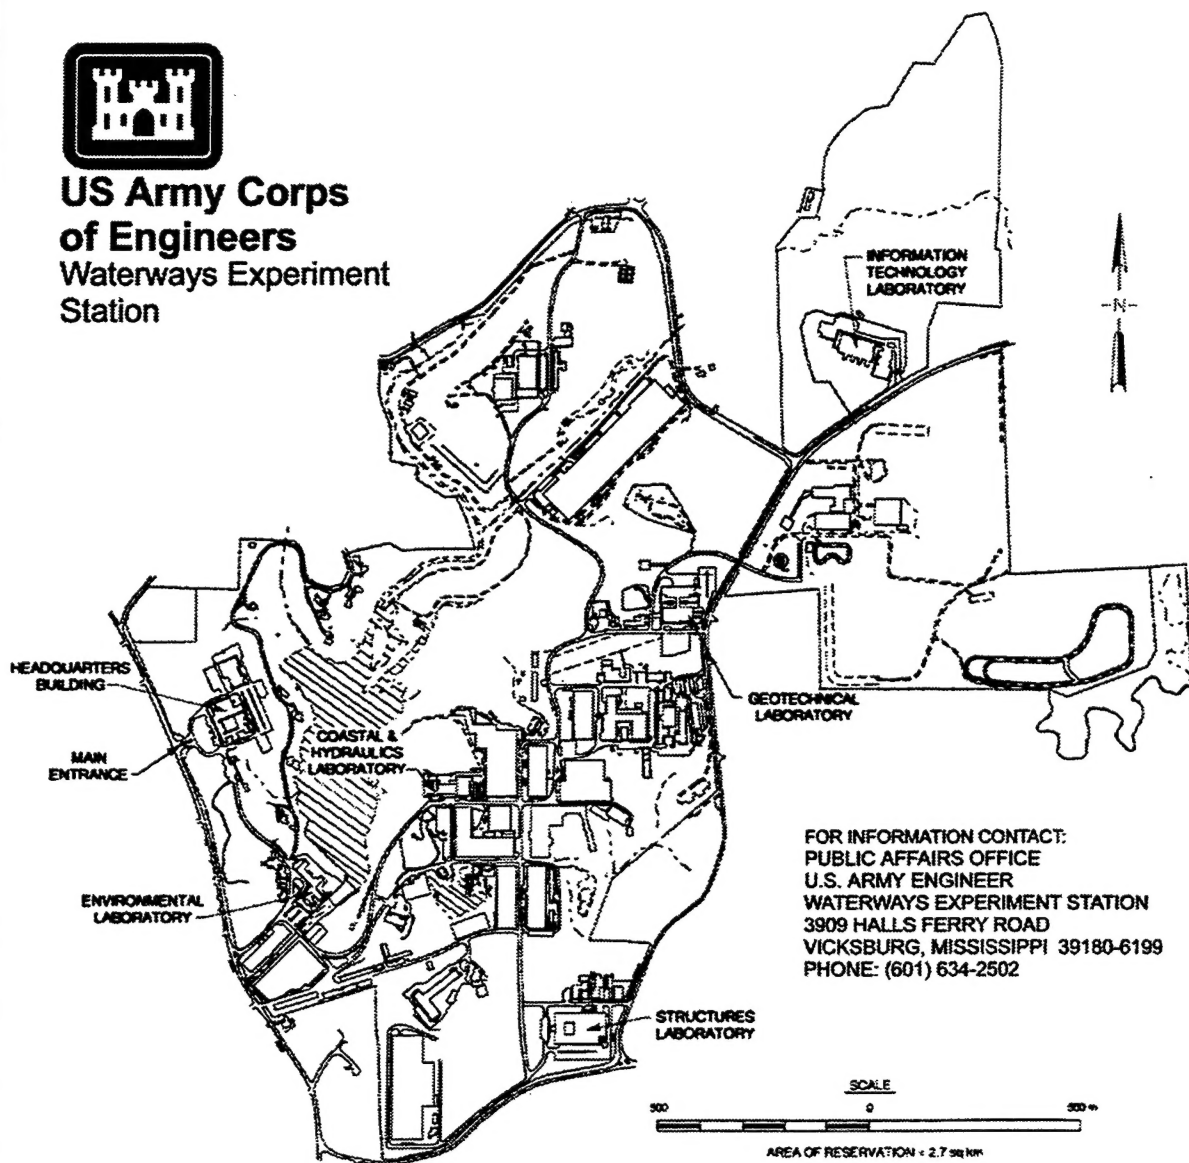 US Army Corps
of Engineers
Waterways Experiment
Station
INFORMATION
TECHNOLOGY
LABORATORY
N
HEADQUARTERS
BUILDING
MAIN
ENTRANCE
COASTAL &
HYDRAULICS
LABORATORY
GEOTECHNICAL
LABORATORY
ENVIRONMENTAL
LABORATORY
STRUCTURES
LABORATORY
FOR INFORMATION CONTACT:
PUBLIC AFFAIRS OFFICE
U.S. ARMY ENGINEER
WATERWAYS EXPERIMENT STATION
3909 HALLS FERRY ROAD
VICKSBURG, MISSISSIPPI 39180-6199
PHONE: (601) 634-2502
SCALE
500 0 500 m
AREA OF RESERVATION = 2.7 sq km